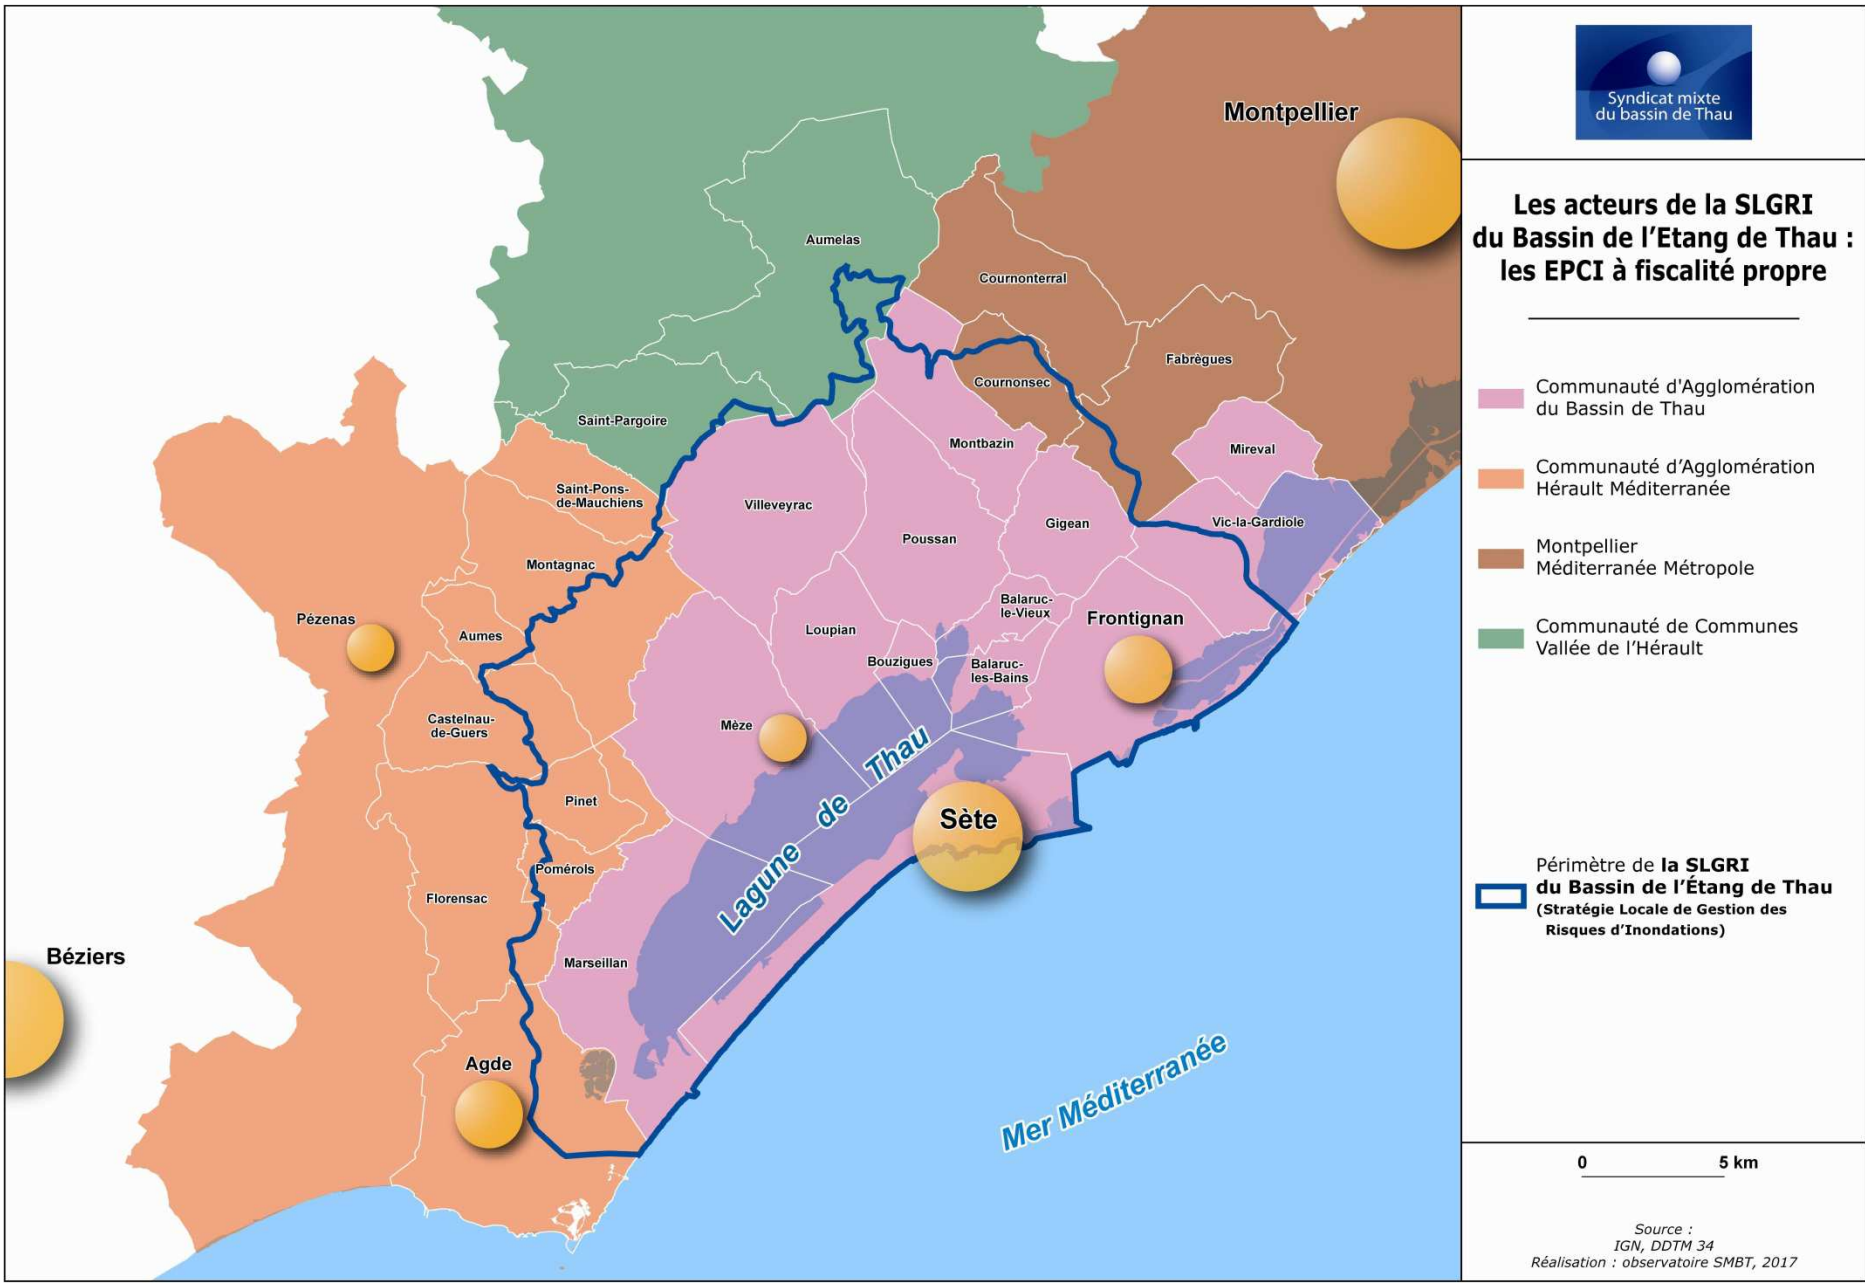 Montpellier
Aumelas
Cournonterral
Fabrègues
Cournonsec
Saint-Pargoire
Montbazin
Mireval
Saint-Pons-
de-Mauchiens
Villeveyrac
Gigean
Vic-la-Gardiole
Poussan
Montagnac
Balaruc-
le-Vieux
Pézenas
Frontignan
Aumes
Loupian
Bouzigues
Balaruc-
les-Bains
Castelnau-
de-Guers
Mèze
Pinet
Sète
Lagune de Thau
Pomérols
Florensac
Béziers
Marseillan
Agde
Mer Méditerranée
Syndicat mixte
du bassin de Thau
Les acteurs de la SLGRI
du Bassin de l'Etang de Thau :
les EPCI à fiscalité propre
Communauté d'Agglomération
du Bassin de Thau
Communauté d'Agglomération
Hérault Méditerranée
Montpellier
Méditerranée Métropole
Communauté de Communes
Vallée de l'Hérault
Périmètre de la SLGRI
du Bassin de l'Étang de Thau
(Stratégie Locale de Gestion des
Risques d'Inondations)
0 5 km
Source :
IGN, DDTM 34
Réalisation : observatoire SMBT, 2017